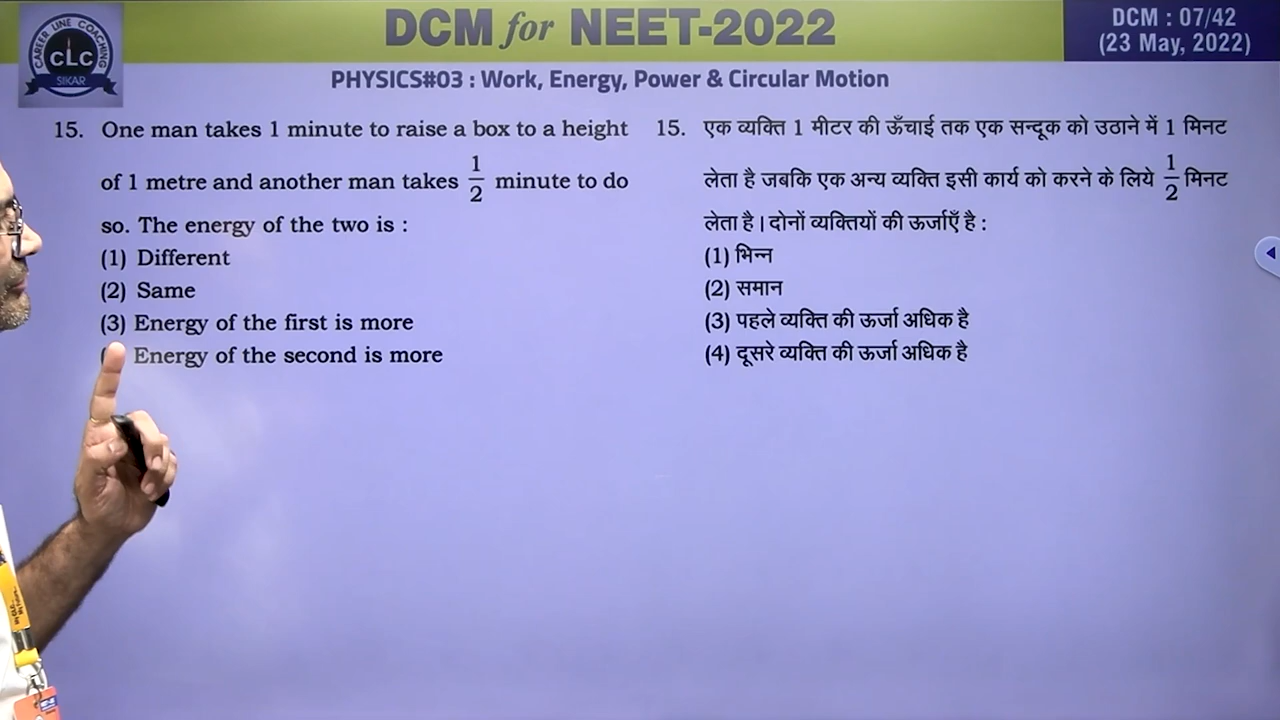 CAREER LINE COACHING
CLC
SIKAR
DCM for NEET-2022
DCM : 07/42
(23 May, 2022)
PHYSICS#03 : Work, Energy, Power & Circular Motion
15. One man takes 1 minute to raise a box to a height
of 1 metre and another man takes 1/2 minute to do
so. The energy of the two is :
(1) Different
(2) Same
(3) Energy of the first is more
Energy of the second is more
15. एक व्यक्ति 1 मीटर की ऊँचाई तक एक सन्दूक को उठाने में 1 मिनट
लेता है जबकि एक अन्य व्यक्ति इसी कार्य को करने के लिये 1/2 मिनट
लेता है। दोनों व्यक्तियों की ऊर्जाएँ है :
(1) भिन्न
(2) समान
(3) पहले व्यक्ति की ऊर्जा अधिक है
(4) दूसरे व्यक्ति की ऊर्जा अधिक है